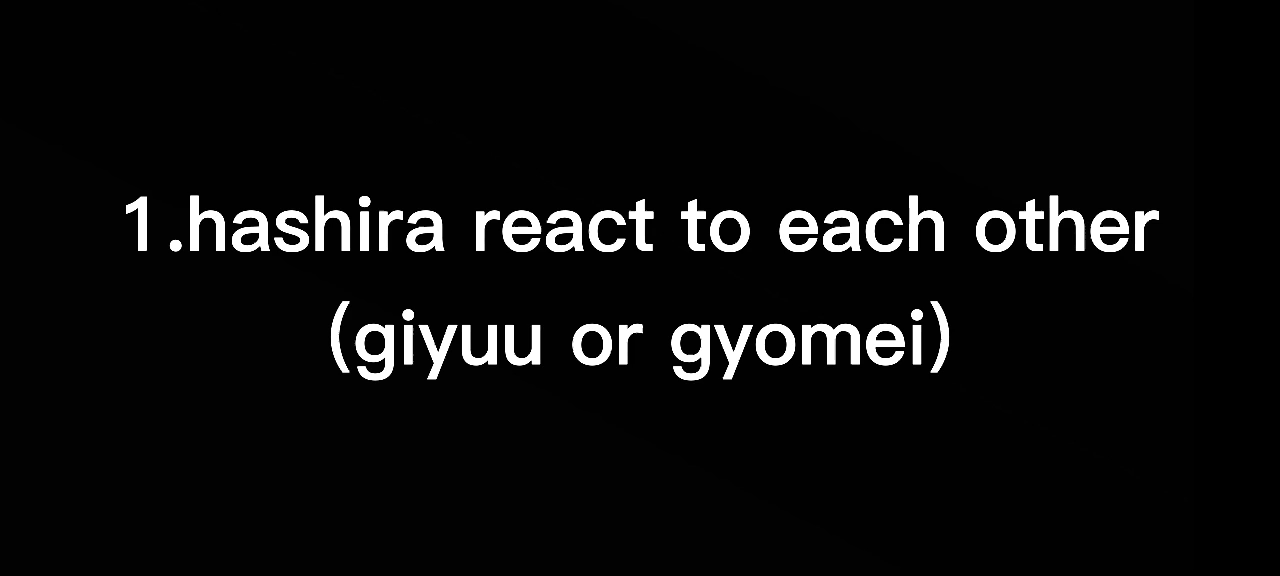 1.hashira react to each other
(giyuu or gyomei)